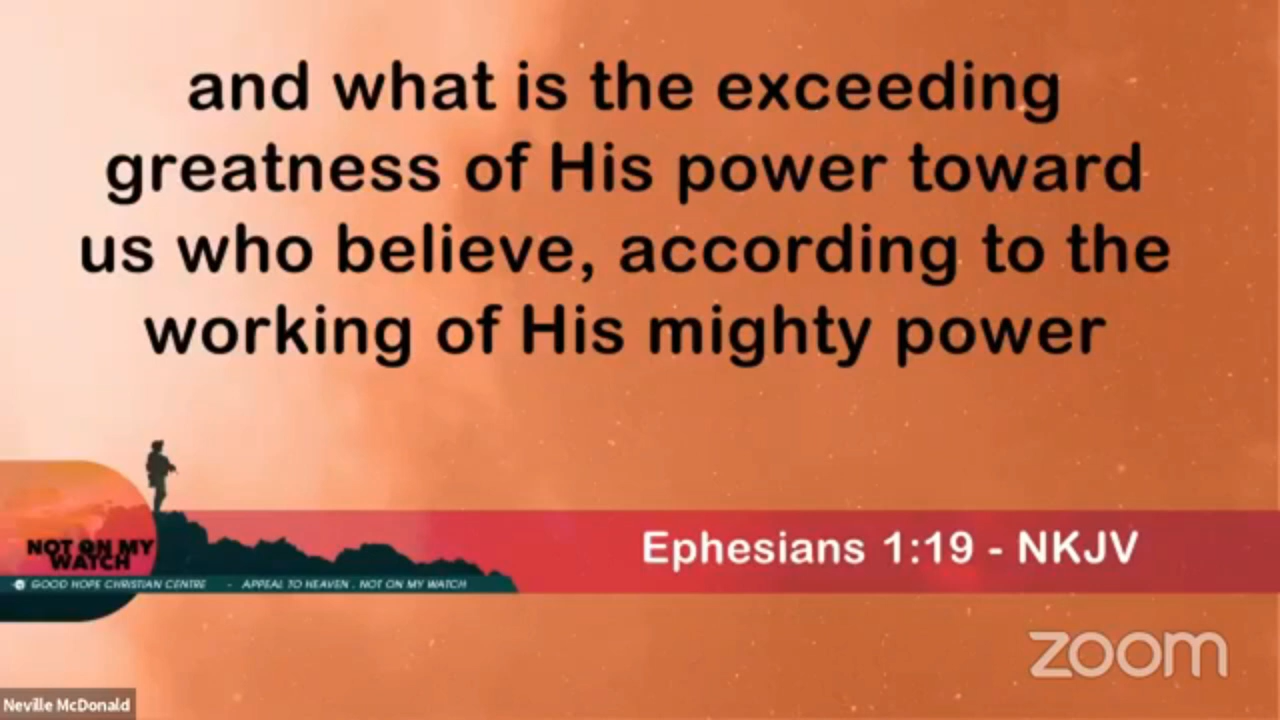 and what is the exceeding
greatness of His power toward
us who believe, according to the
working of His mighty power
Ephesians 1:19 - NKJV
NOT ON MY
WATCH
GOOD HOPE CHRISTIAN CENTRE - APPEAL TO HEAVEN . NOT ON MY WATCH
zoom
Neville McDonald